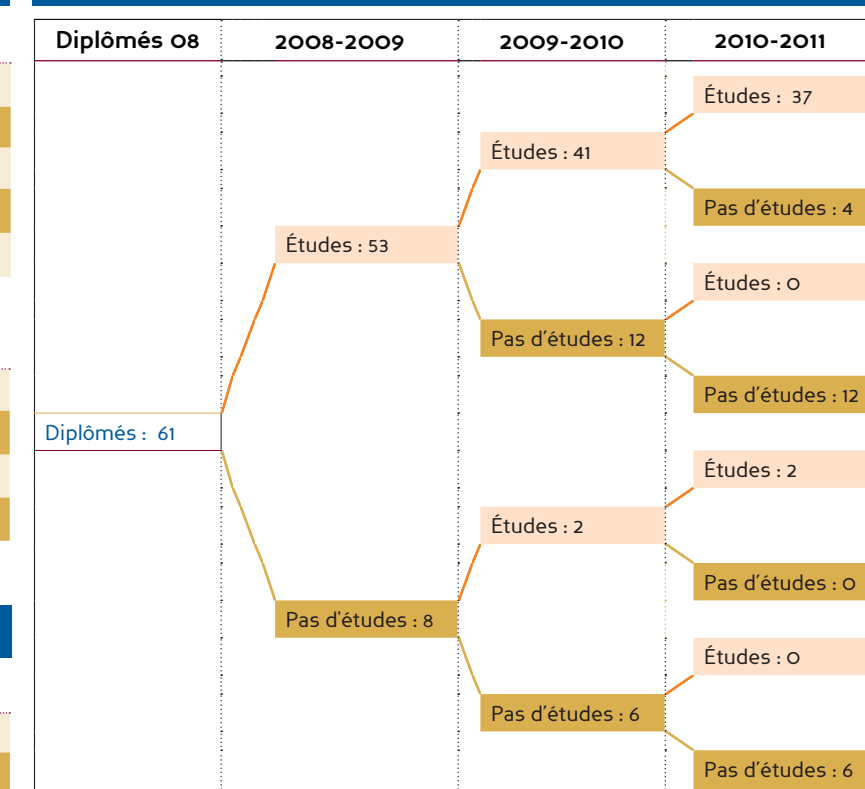 Diplômés 08 2008-2009 2009-2010 2010-2011
Études : 37
Études : 41
Pas d'études : 4
Études : 53
Études : 0
Pas d'études : 12
Pas d'études : 12
Diplômés : 61
Études : 2
Études : 2
Pas d'études : 0
Pas d'études : 8
Études : 0
Pas d'études : 6
Pas d'études : 6